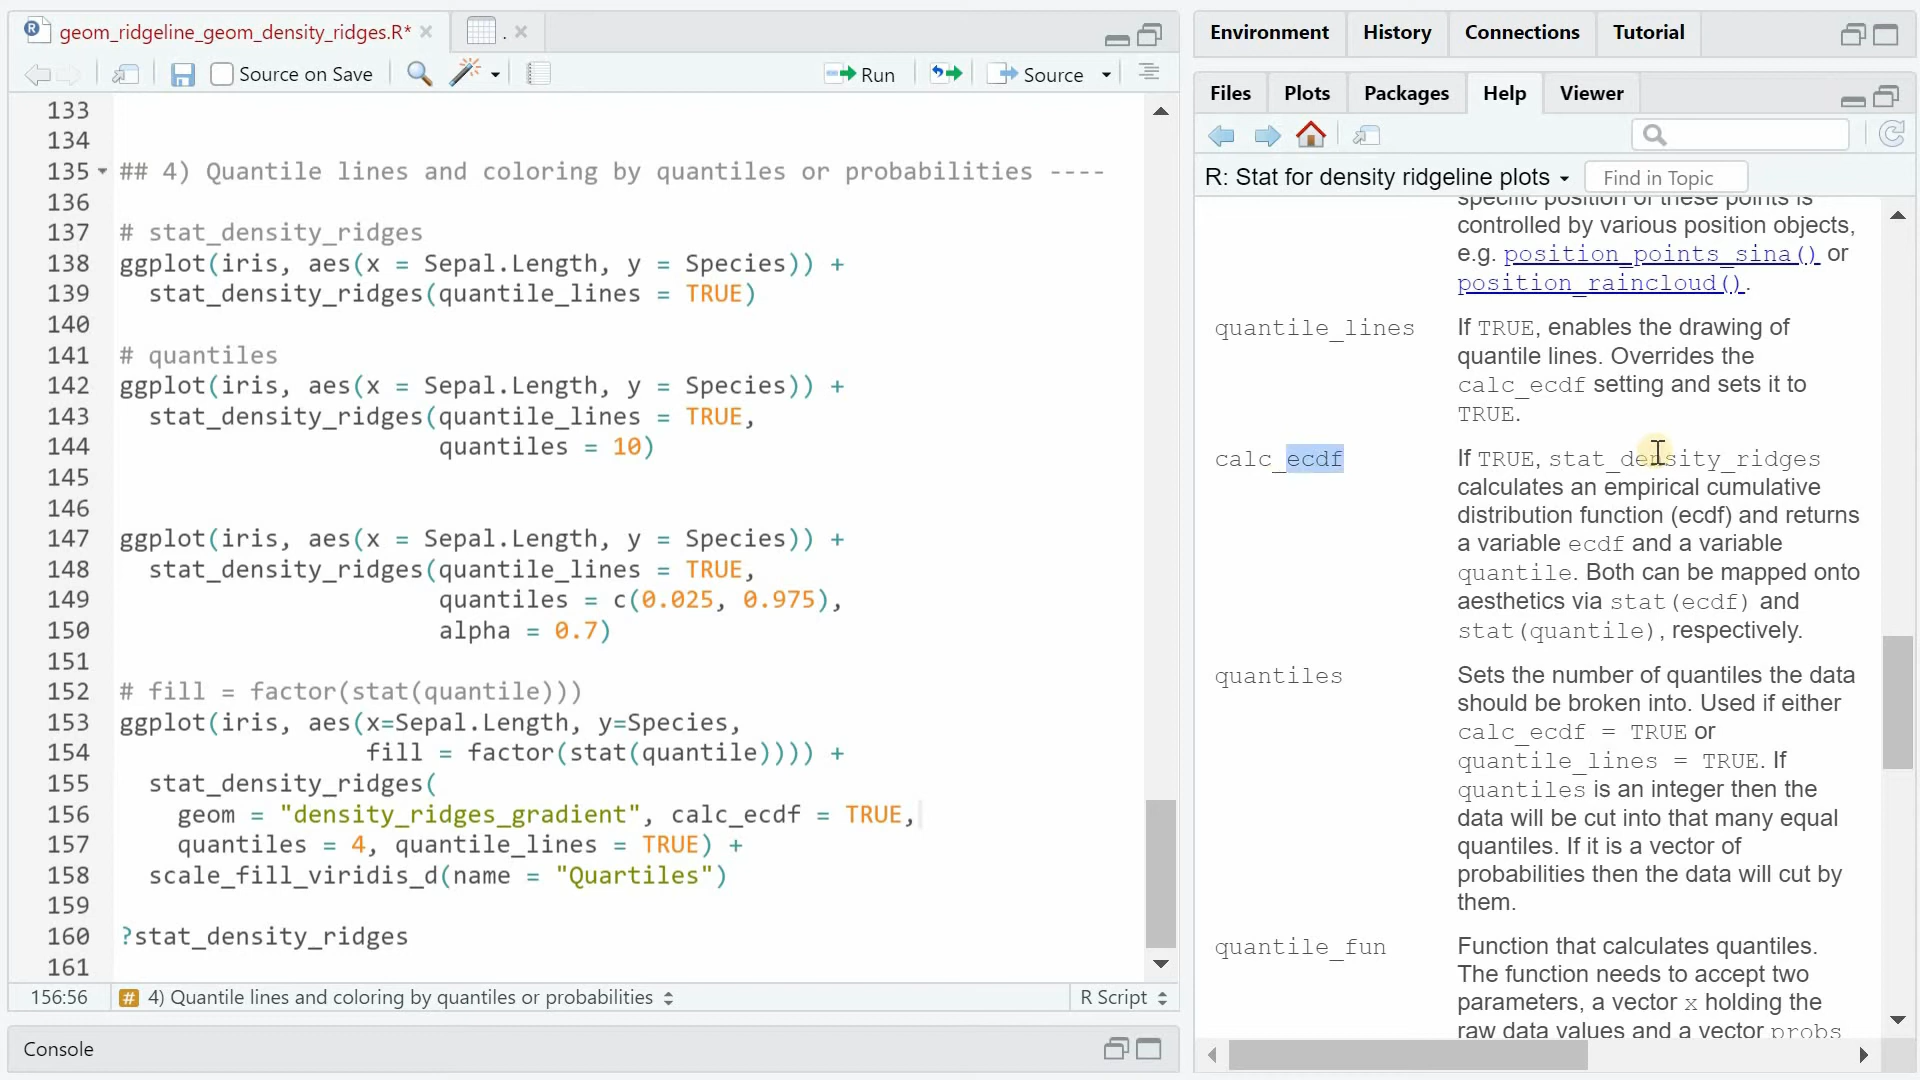 geom_ridgeline_geom_density_ridges.R*
.
Source on Save
Run
Source
133
134
135 ## 4) Quantile lines and coloring by quantiles or probabilities ----
136
137 # stat_density_ridges
138 ggplot(iris, aes(x = Sepal.Length, y = Species)) +
139 stat_density_ridges(quantile_lines = TRUE)
140
141 # quantiles
142 ggplot(iris, aes(x = Sepal.Length, y = Species)) +
143 stat_density_ridges(quantile_lines = TRUE,
144 quantiles = 10)
145
146
147 ggplot(iris, aes(x = Sepal.Length, y = Species)) +
148 stat_density_ridges(quantile_lines = TRUE,
149 quantiles = c(0.025, 0.975),
150 alpha = 0.7)
151
152 # fill = factor(stat(quantile)))
153 ggplot(iris, aes(x=Sepal.Length, y=Species,
154 fill = factor(stat(quantile)))) +
155 stat_density_ridges(
156 geom = "density_ridges_gradient", calc_ecdf = TRUE,
157 quantiles = 4, quantile_lines = TRUE) +
158 scale_fill_viridis_d(name = "Quartiles")
159
160 ?stat_density_ridges
161
156:56 # 4) Quantile lines and coloring by quantiles or probabilities R Script
Console
Environment History Connections Tutorial
Files Plots Packages Help Viewer
R: Stat for density ridgeline plots Find in Topic
specific position of these points is
controlled by various position objects,
e.g. position_points_sina() or
position_raincloud().
quantile_lines If TRUE, enables the drawing of
quantile lines. Overrides the
calc_ecdf setting and sets it to
TRUE.
calc_ecdf If TRUE, stat_density_ridges
calculates an empirical cumulative
distribution function (ecdf) and returns
a variable ecdf and a variable
quantile. Both can be mapped onto
aesthetics via stat(ecdf) and
stat(quantile), respectively.
quantiles Sets the number of quantiles the data
should be broken into. Used if either
calc_ecdf = TRUE or
quantile_lines = TRUE. If
quantiles is an integer then the
data will be cut into that many equal
quantiles. If it is a vector of
probabilities then the data will cut by
them.
quantile_fun Function that calculates quantiles.
The function needs to accept two
parameters, a vector x holding the
raw data values and a vector probs